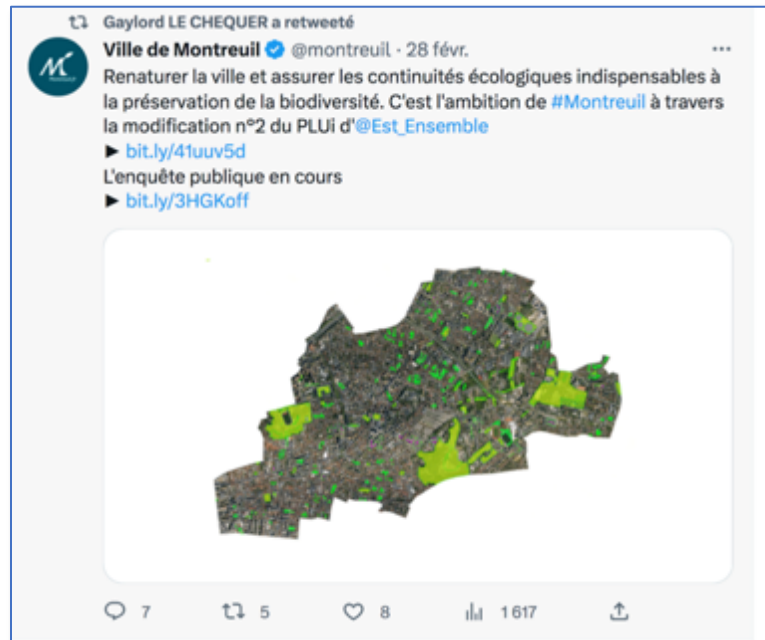 Gaylord LE CHEQUER a retweeté
Ville de Montreuil @montreuil · 28 févr.
Renaturer la ville et assurer les continuités écologiques indispensables à
la préservation de la biodiversité. C'est l'ambition de #Montreuil à travers
la modification n°2 du PLUi d'@Est_Ensemble
► bit.ly/41uuv5d
L'enquête publique en cours
► bit.ly/3HGKoff
7 5 8 1 617